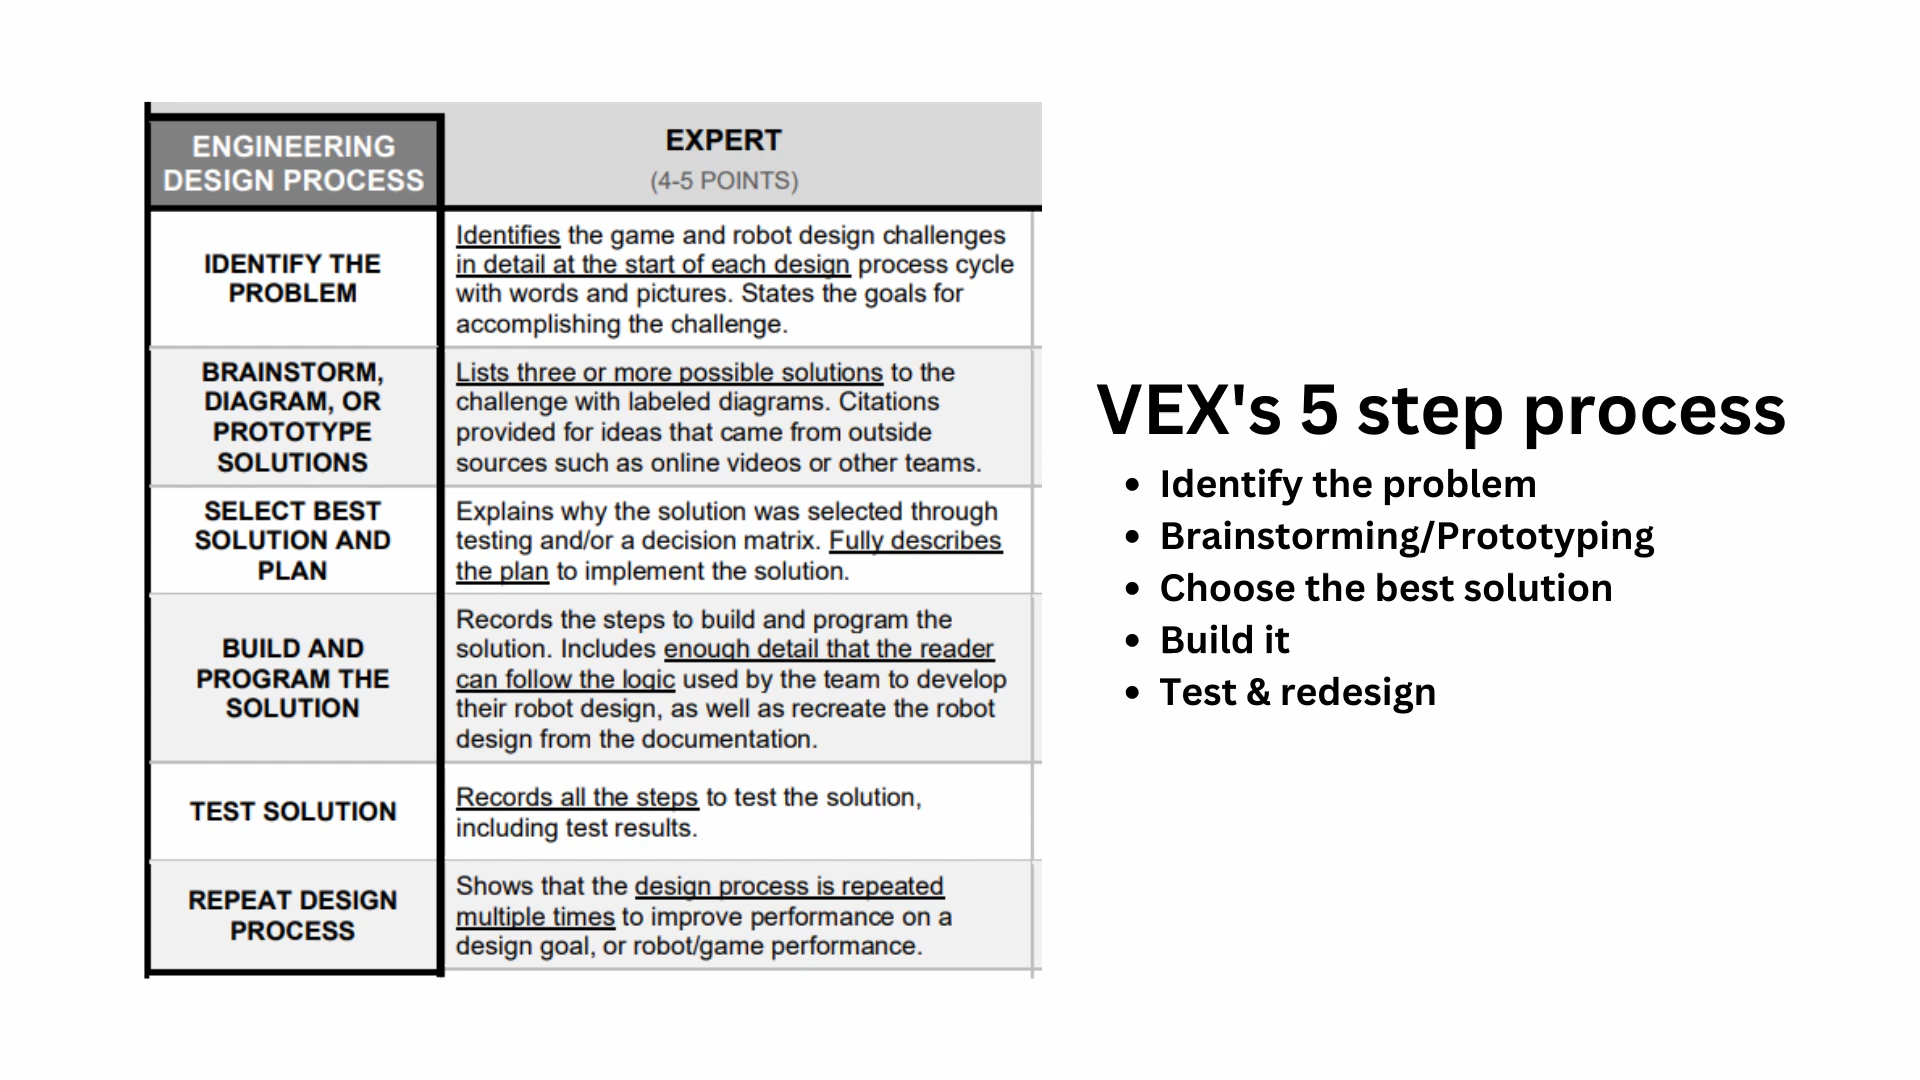 ENGINEERING
DESIGN PROCESS
EXPERT
(4-5 POINTS)
IDENTIFY THE
PROBLEM
Identifies the game and robot design challenges
in detail at the start of each design process cycle
with words and pictures. States the goals for
accomplishing the challenge.
BRAINSTORM,
DIAGRAM, OR
PROTOTYPE
SOLUTIONS
Lists three or more possible solutions to the
challenge with labeled diagrams. Citations
provided for ideas that came from outside
sources such as online videos or other teams.
SELECT BEST
SOLUTION AND
PLAN
Explains why the solution was selected through
testing and/or a decision matrix. Fully describes
the plan to implement the solution.
BUILD AND
PROGRAM THE
SOLUTION
Records the steps to build and program the
solution. Includes enough detail that the reader
can follow the logic used by the team to develop
their robot design, as well as recreate the robot
design from the documentation.
TEST SOLUTION
Records all the steps to test the solution,
including test results.
REPEAT DESIGN
PROCESS
Shows that the design process is repeated
multiple times to improve performance on a
design goal, or robot/game performance.
VEX's 5 step process
• Identify the problem
• Brainstorming/Prototyping
• Choose the best solution
• Build it
• Test & redesign